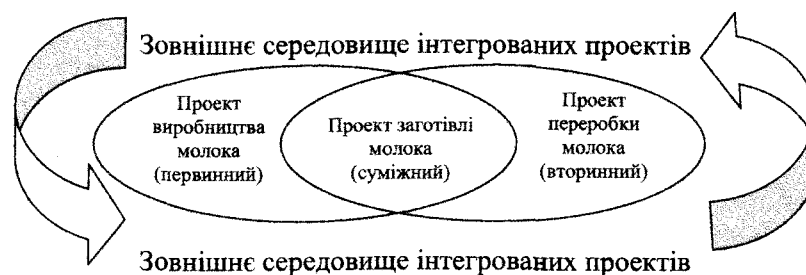 Зовнішнє середовище інтегрованих проектів
Проект
виробництва
молока
(первинний)
Проект заготівлі
молока
(суміжний)
Проект
переробки
молока
(вторинний)
Зовнішнє середовище інтегрованих проектів